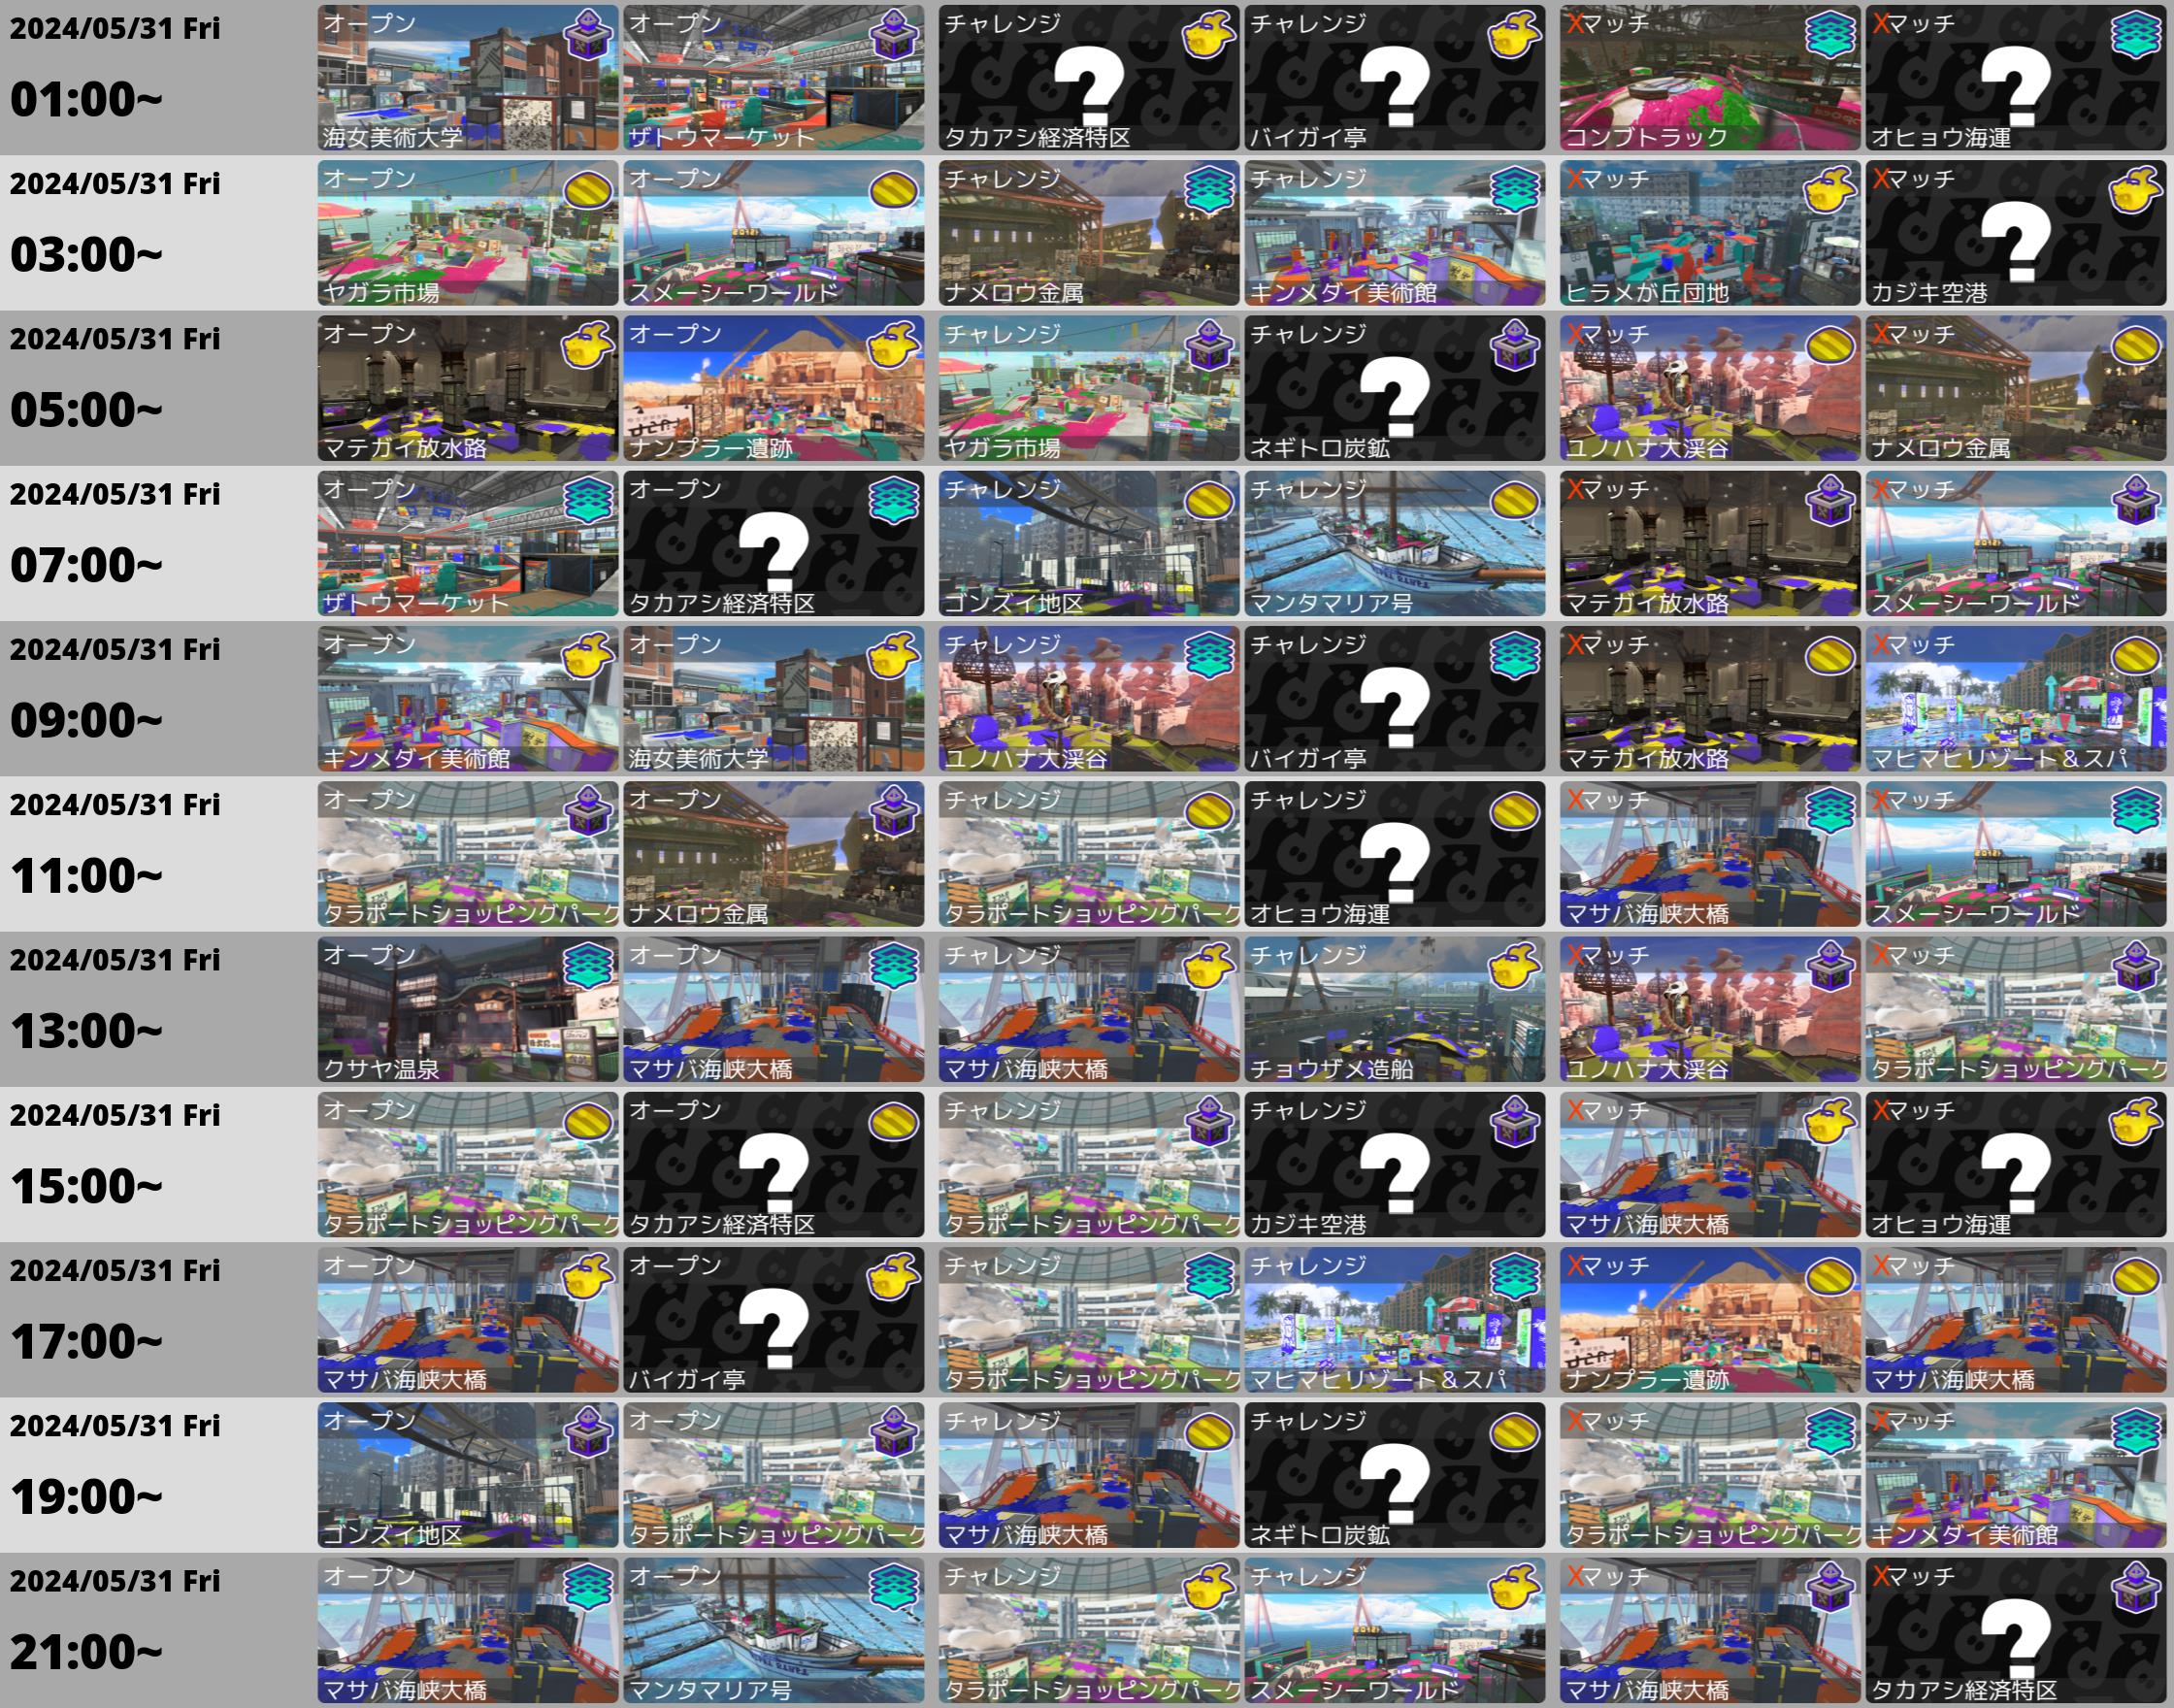 2024/05/31 Fri
01:00~
オープン
海女美術大学
オープン
ザトウマーケット
チャレンジ
?
タカアシ経済特区
チャレンジ
?
バイガイ亭
Xマッチ
コンブトラック
Xマッチ
?
オヒョウ海運
2024/05/31 Fri
03:00~
オープン
ヤガラ市場
オープン
スメーシーワールド
チャレンジ
ナメロウ金属
チャレンジ
キンメダイ美術館
Xマッチ
ヒラメが丘団地
Xマッチ
?
カジキ空港
2024/05/31 Fri
05:00~
オープン
マテガイ放水路
オープン
ナンプラー遺跡
チャレンジ
ヤガラ市場
チャレンジ
?
ネギトロ炭鉱
Xマッチ
ユノハナ大渓谷
Xマッチ
ナメロウ金属
2024/05/31 Fri
07:00~
オープン
ザトウマーケット
オープン
?
タカアシ経済特区
チャレンジ
ゴンズイ地区
チャレンジ
マンタマリア号
Xマッチ
マテガイ放水路
Xマッチ
スメーシーワールド
2024/05/31 Fri
09:00~
オープン
キンメダイ美術館
オープン
海女美術大学
チャレンジ
ユノハナ大渓谷
チャレンジ
?
バイガイ亭
Xマッチ
マテガイ放水路
Xマッチ
マヒマヒリゾート＆スパ
2024/05/31 Fri
11:00~
オープン
タラポートショッピングパーク
オープン
ナメロウ金属
チャレンジ
タラポートショッピングパーク
チャレンジ
?
オヒョウ海運
Xマッチ
マサバ海峡大橋
Xマッチ
スメーシーワールド
2024/05/31 Fri
13:00~
オープン
クサヤ温泉
オープン
マサバ海峡大橋
チャレンジ
マサバ海峡大橋
チャレンジ
チョウザメ造船
Xマッチ
ユノハナ大渓谷
Xマッチ
タラポートショッピングパーク
2024/05/31 Fri
15:00~
オープン
タラポートショッピングパーク
オープン
?
タカアシ経済特区
チャレンジ
タラポートショッピングパーク
チャレンジ
?
カジキ空港
Xマッチ
マサバ海峡大橋
Xマッチ
?
オヒョウ海運
2024/05/31 Fri
17:00~
オープン
マサバ海峡大橋
オープン
?
バイガイ亭
チャレンジ
タラポートショッピングパーク
チャレンジ
マヒマヒリゾート＆スパ
Xマッチ
ナンプラー遺跡
Xマッチ
マサバ海峡大橋
2024/05/31 Fri
19:00~
オープン
ゴンズイ地区
オープン
タラポートショッピングパーク
チャレンジ
マサバ海峡大橋
チャレンジ
?
ネギトロ炭鉱
Xマッチ
タラポートショッピングパーク
Xマッチ
キンメダイ美術館
2024/05/31 Fri
21:00~
オープン
マサバ海峡大橋
オープン
マンタマリア号
チャレンジ
タラポートショッピングパーク
チャレンジ
スメーシーワールド
Xマッチ
マサバ海峡大橋
Xマッチ
?
タカアシ経済特区